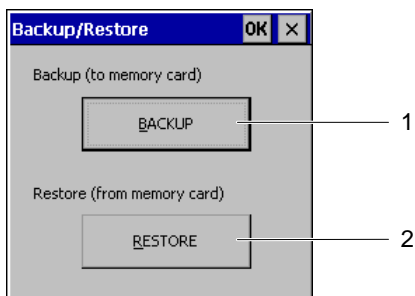 Backup/Restore OK ×
Backup (to memory card)
BACKUP 1
Restore (from memory card)
RESTORE 2